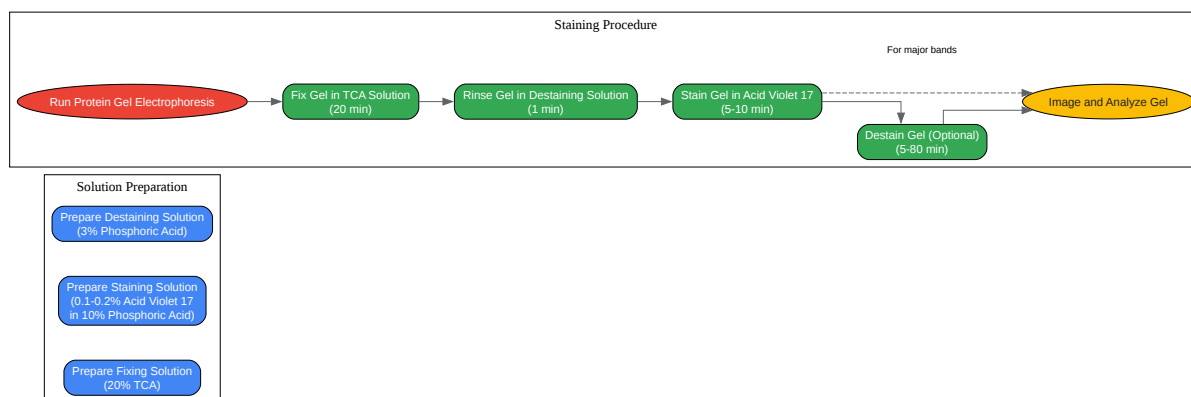 Staining Procedure
For major bands
Run Protein Gel Electrophoresis
Fix Gel in TCA Solution
(20 min)
Rinse Gel in Destaining Solution
(1 min)
Stain Gel in Acid Violet 17
(5-10 min)
Destain Gel (Optional)
(5-80 min)
Image and Analyze Gel
Solution Preparation
Prepare Destaining Solution
(3% Phosphoric Acid)
Prepare Staining Solution
(0.1-0.2% Acid Violet 17
in 10% Phosphoric Acid)
Prepare Fixing Solution
(20% TCA)